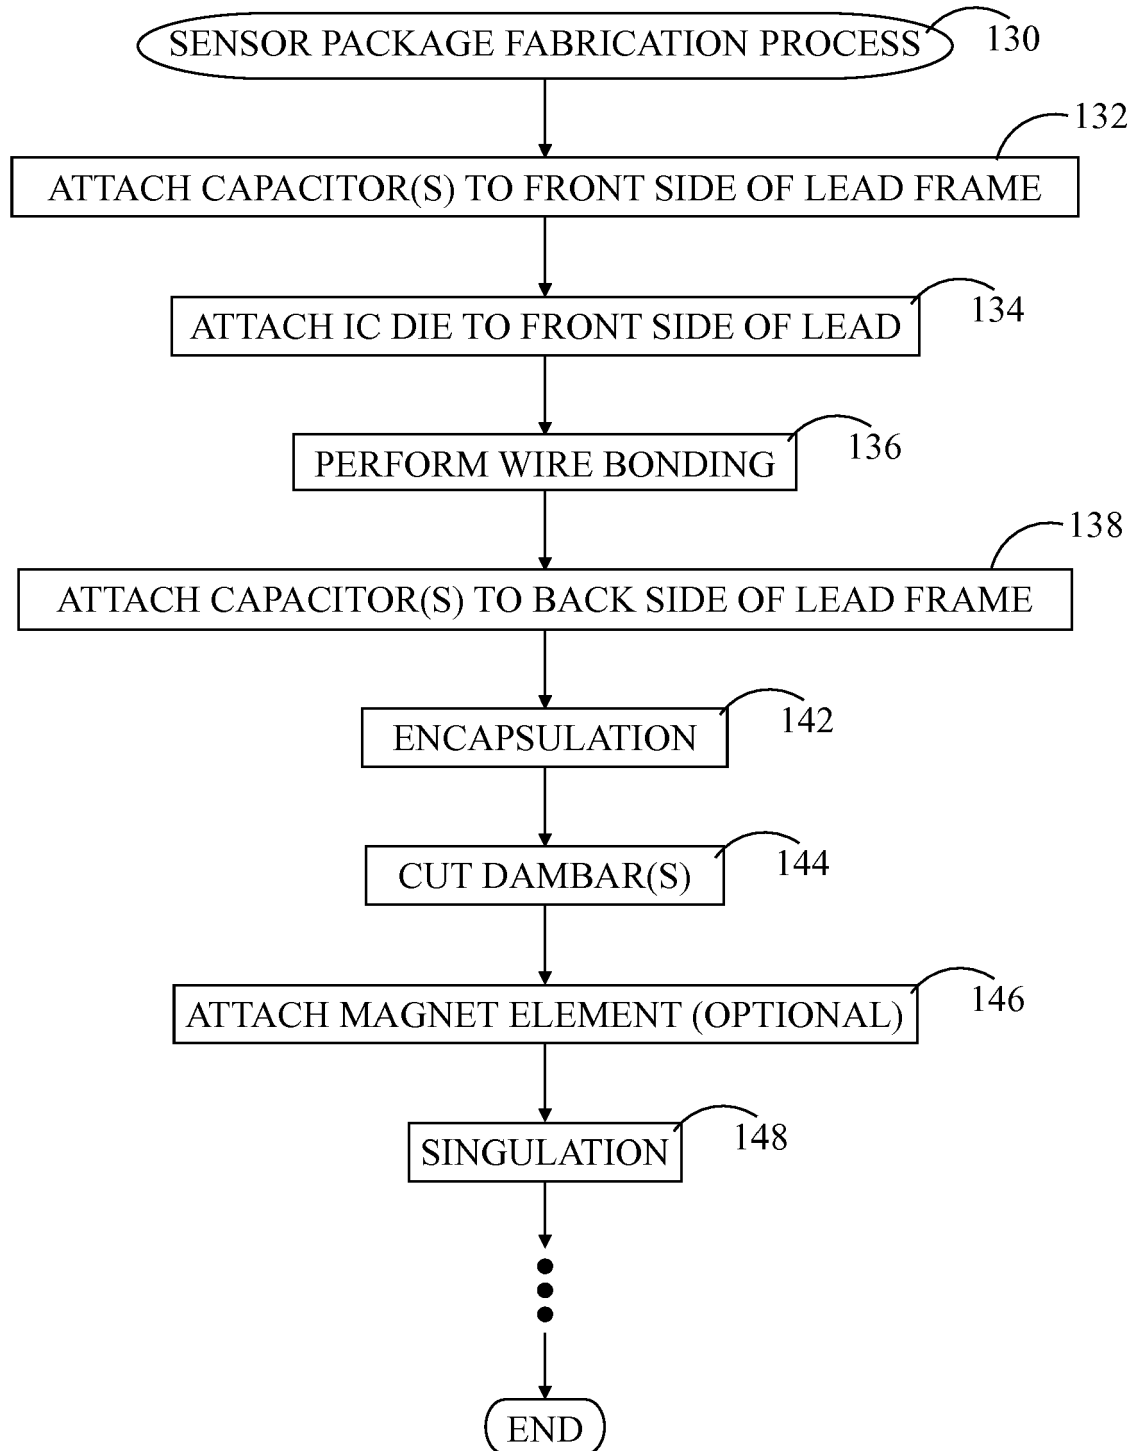 SENSOR PACKAGE FABRICATION PROCESS
130
132
ATTACH CAPACITOR(S) TO FRONT SIDE OF LEAD FRAME
134
ATTACH IC DIE TO FRONT SIDE OF LEAD
136
PERFORM WIRE BONDING
138
ATTACH CAPACITOR(S) TO BACK SIDE OF LEAD FRAME
142
ENCAPSULATION
144
CUT DAMBAR(S)
146
ATTACH MAGNET ELEMENT (OPTIONAL)
148
SINGULATION
END